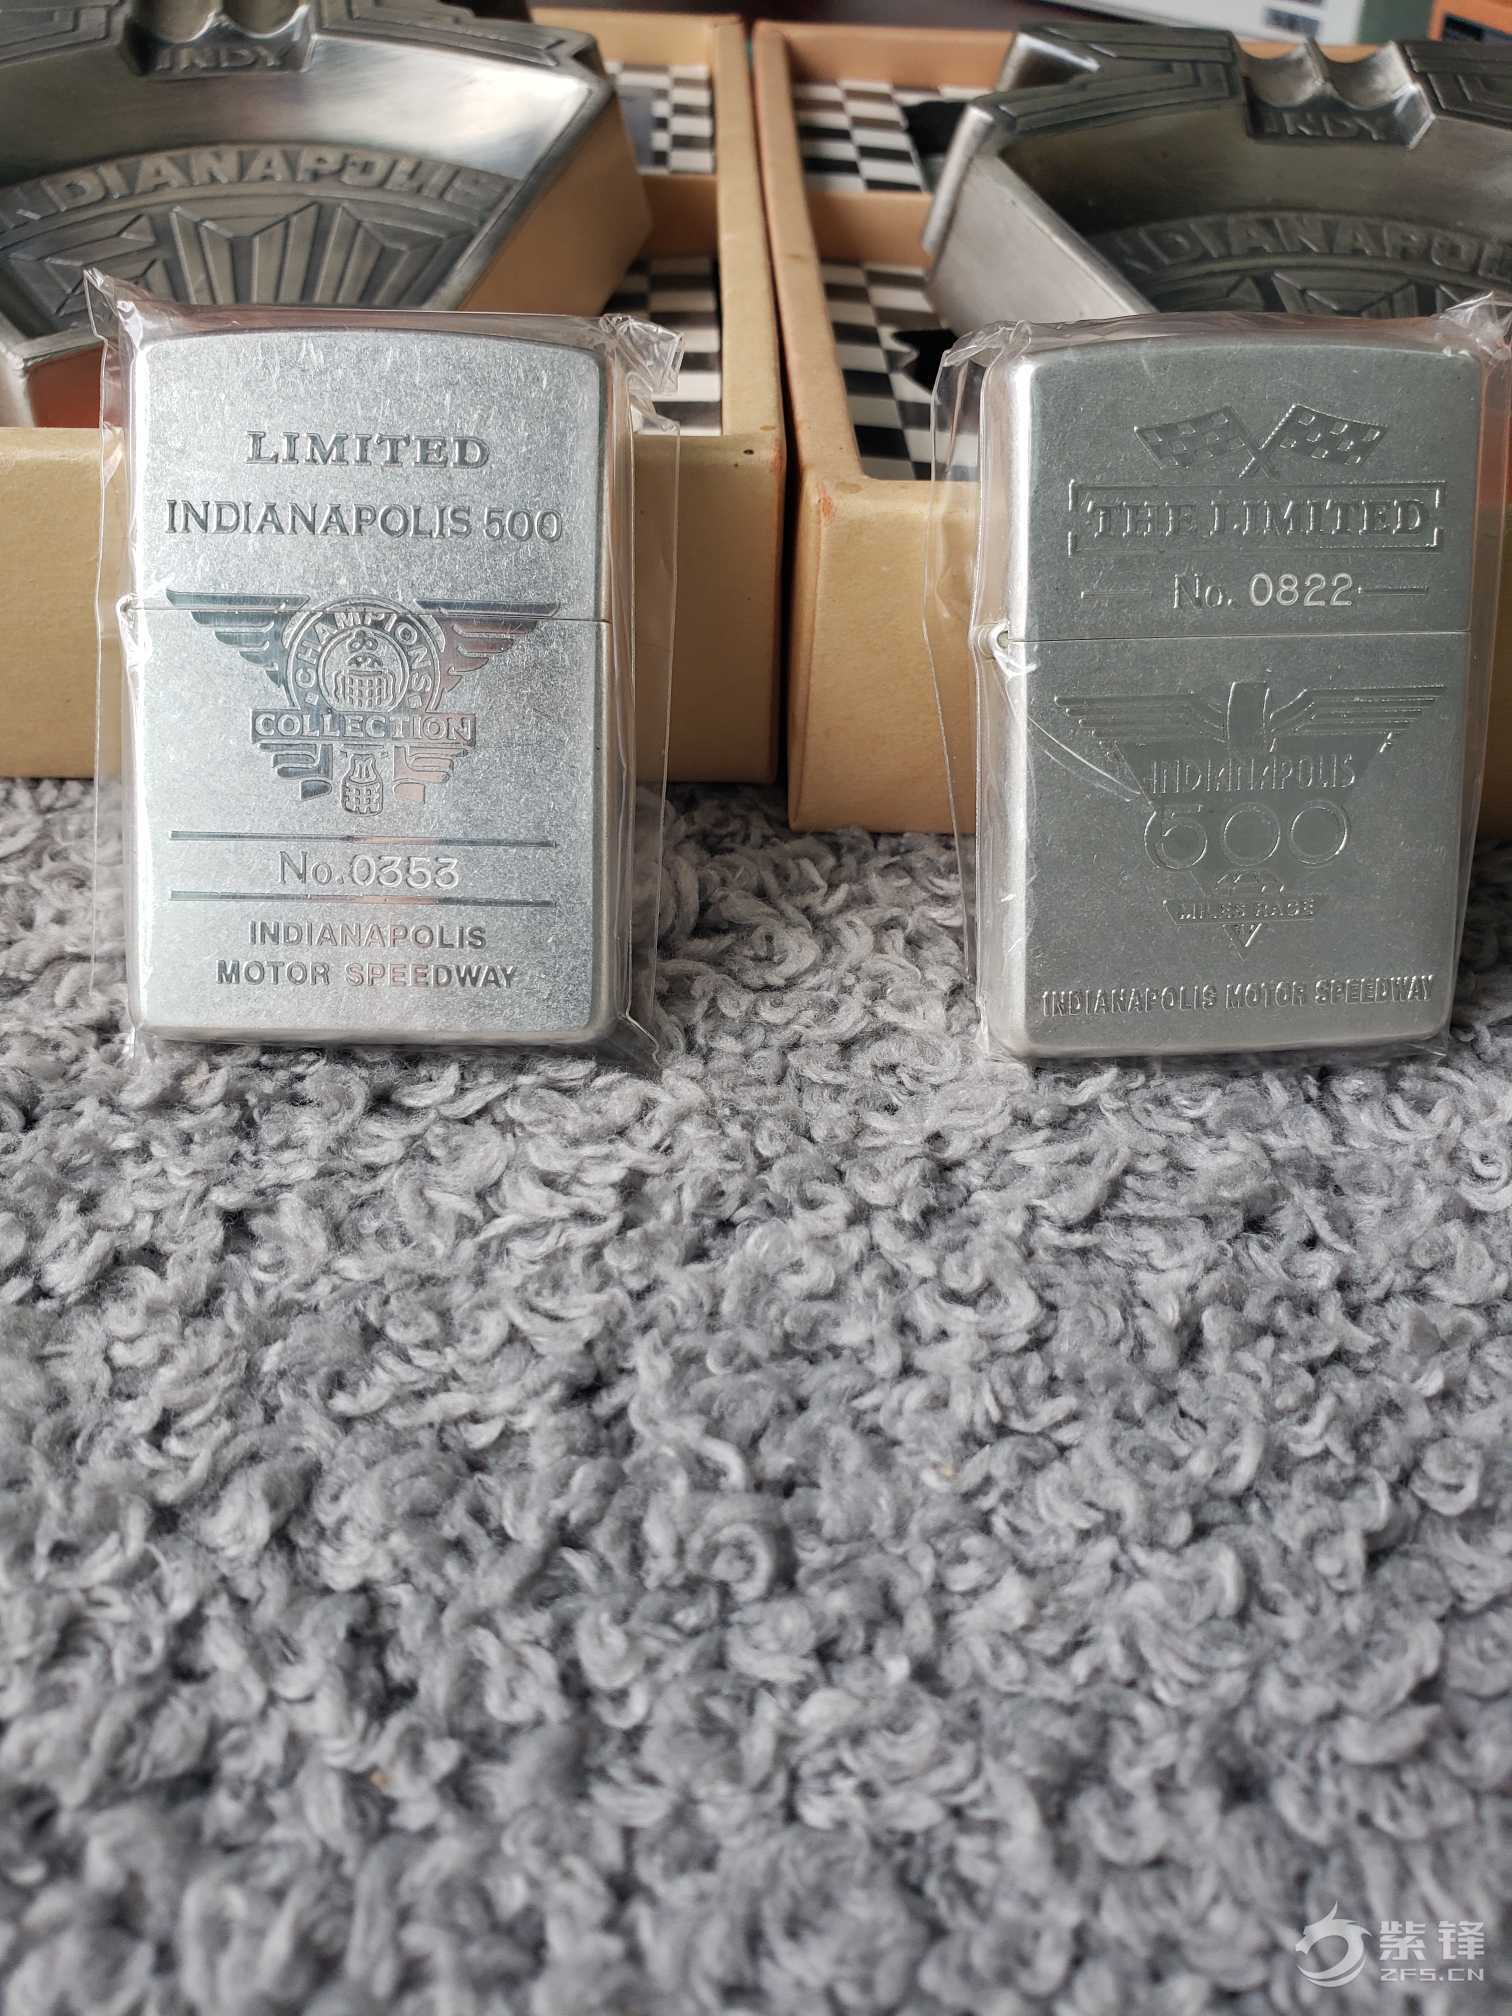 INDY
INDIANAPOLIS
INDY
INDIANAPOLIS
LIMITED
INDIANAPOLIS 500
CHAMPIONS
COLLECTION
No.0353
INDIANAPOLIS
MOTOR SPEEDWAY
THE LIMITED
No. 0822
INDIANAPOLIS
500
MILES RACE
INDIANAPOLIS MOTOR SPEEDWAY
紫锋
ZFS.CN